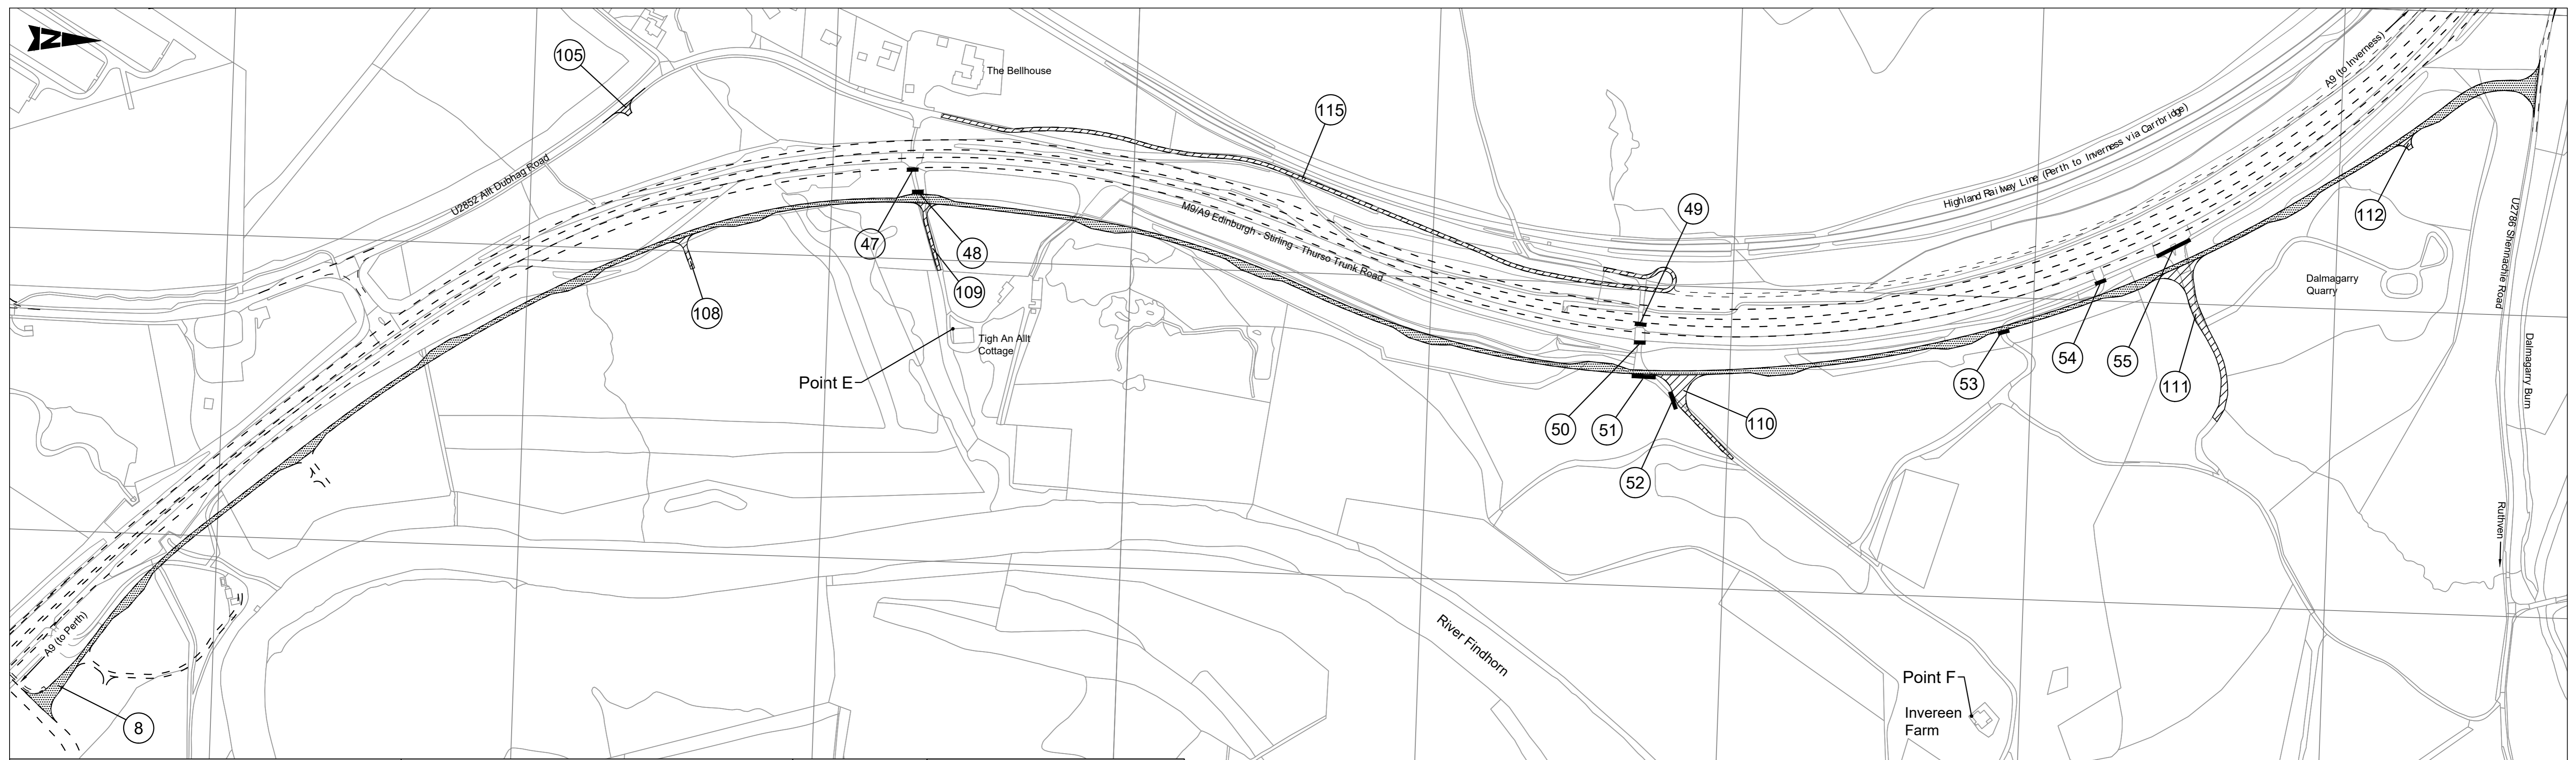 N
105
The Bellhouse
115
A9 (to Inverness)
Highland Railway Line (Perth to Inverness via Carrbridge)
U2852 Allt Dubhag Road
M9/A9 Edinburgh - Stirling - Thurso Trunk Road
112
49
47
48
109
108
Point E
Tigh An Allt
Cottage
Dalmagarry
Quarry
U2786 Shenachie Road
Dalmagarry Burn
54
55
53
111
50
51
110
52
Ruthven
A9 (to Perth)
8
River Findhorn
Point F
Invereen
Farm